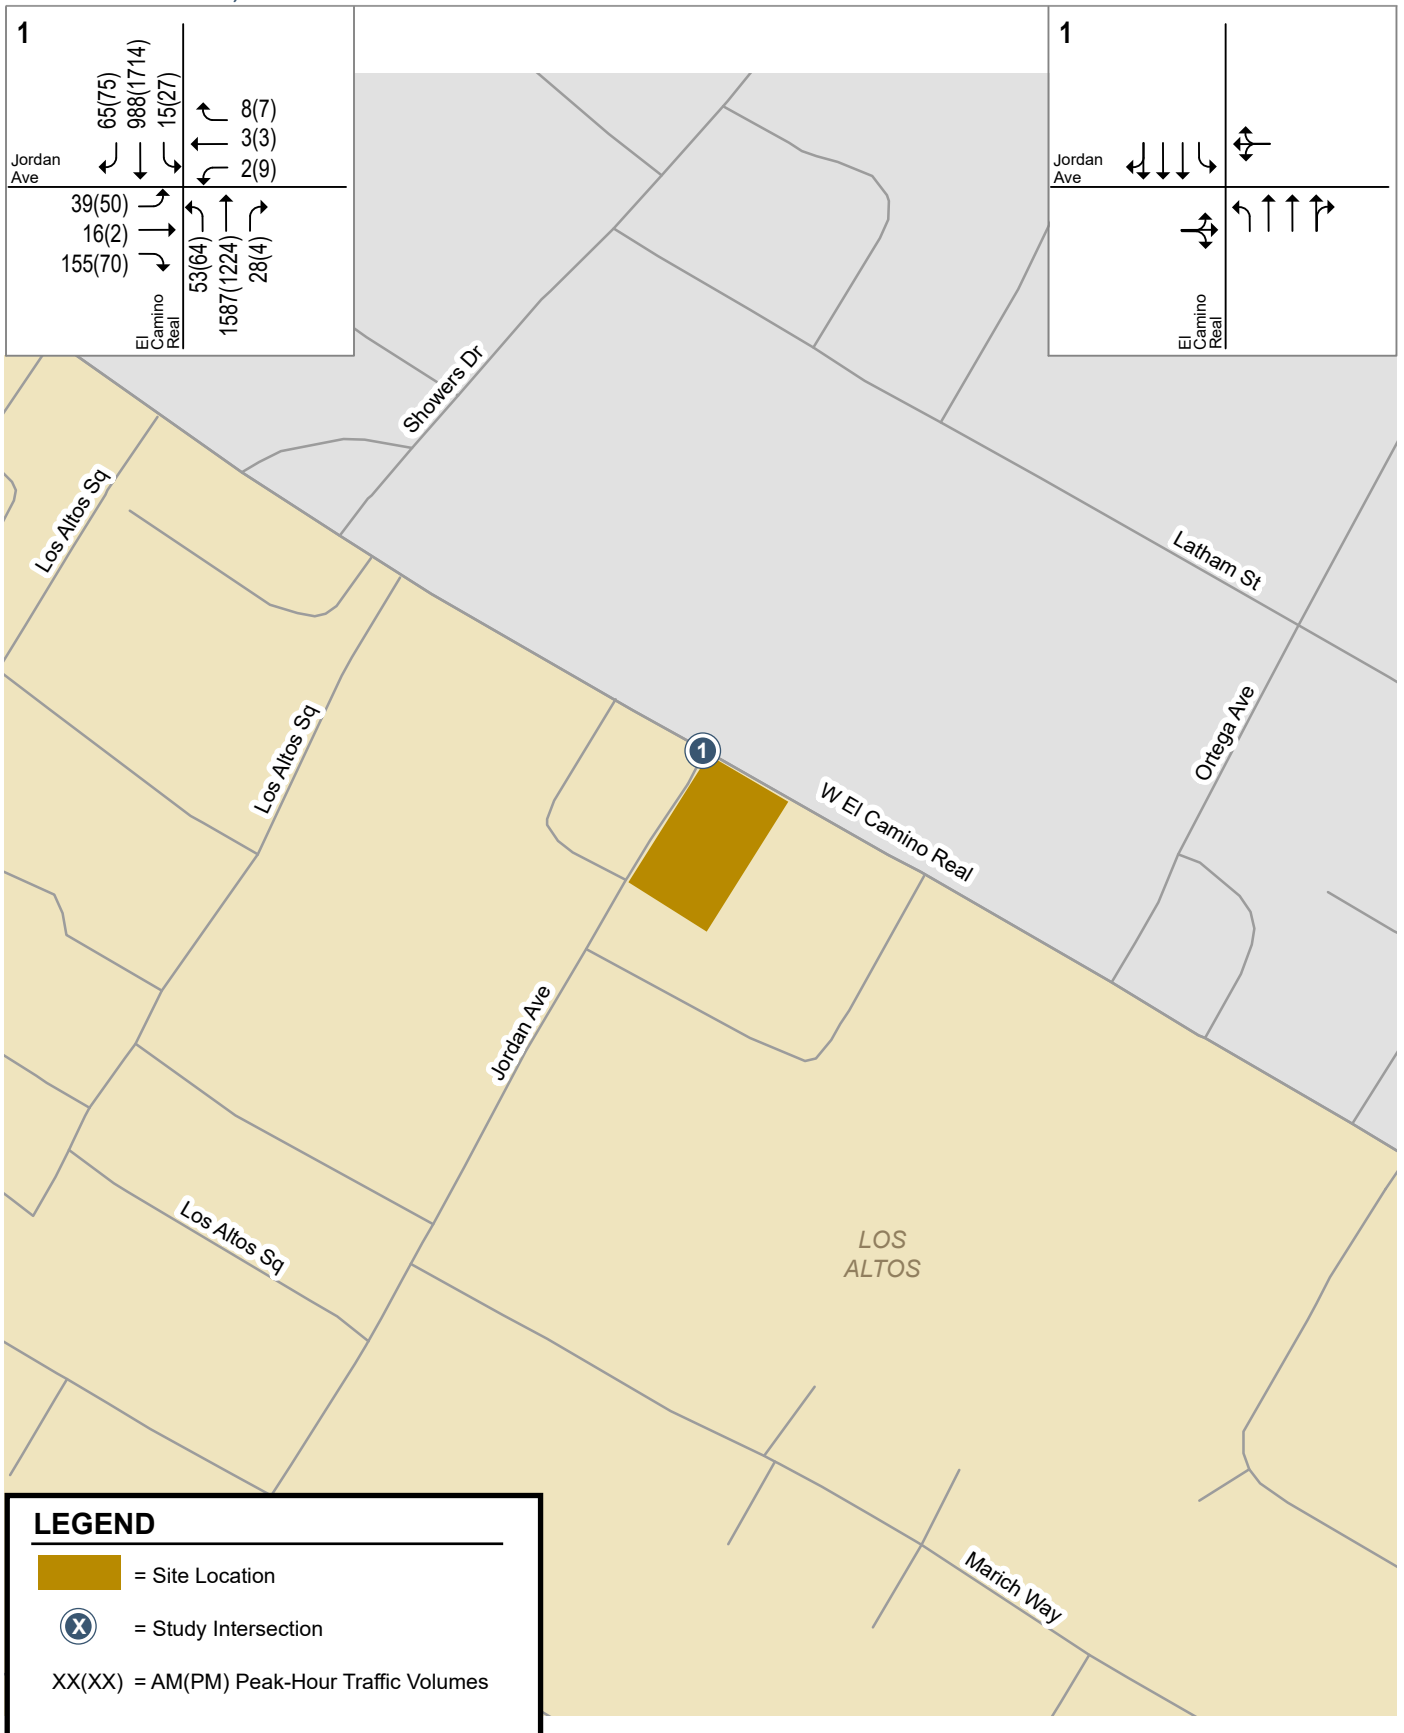 1
65(75)
988(1714)
15(27)
8(7)
3(3)
2(9)
Jordan
Ave
39(50)
16(2)
155(70)
53(64)
1587(1224)
28(4)
El
Camino
Real
1
Jordan
Ave
El
Camino
Real
Showers Dr
Los Altos Sq
Latham St
Ortega Ave
Los Altos Sq
1
W El Camino Real
Jordan Ave
Los Altos Sq
LOS
ALTOS
Marich Way
LEGEND
= Site Location
X = Study Intersection
XX(XX) = AM(PM) Peak-Hour Traffic Volumes